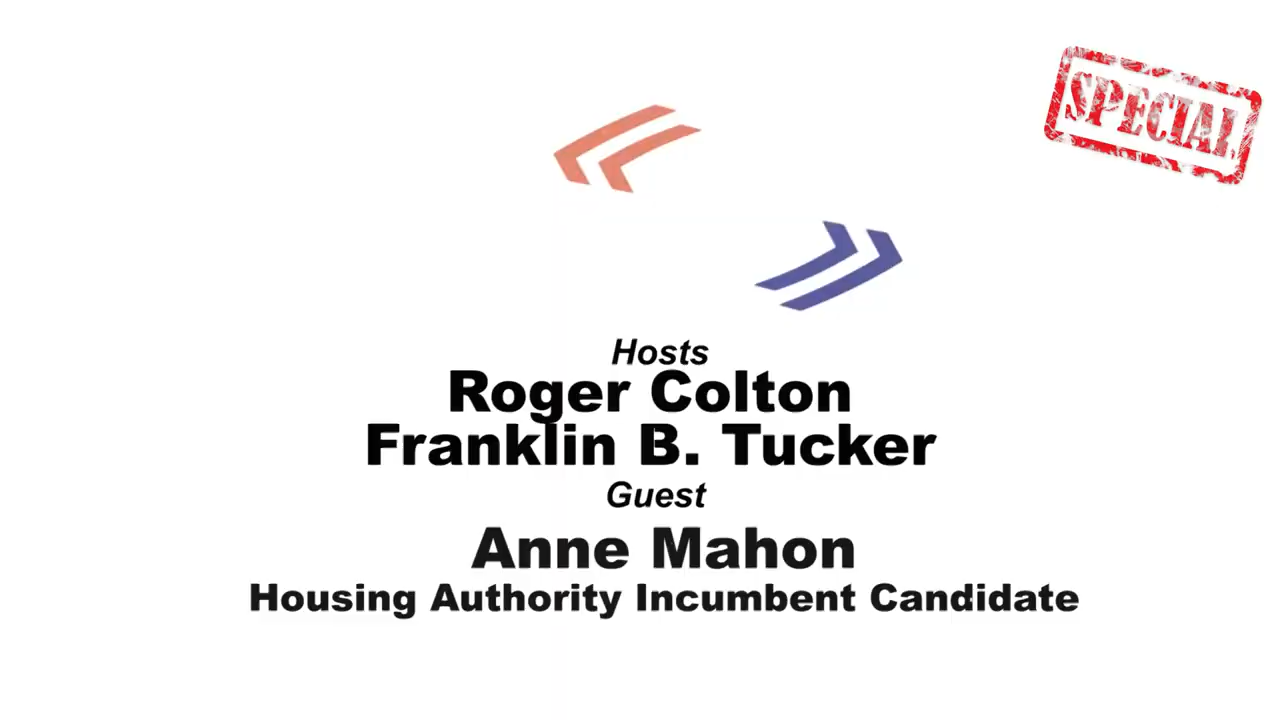 SPECIAL
Hosts
Roger Colton
Franklin B. Tucker
Guest
Anne Mahon
Housing Authority Incumbent Candidate